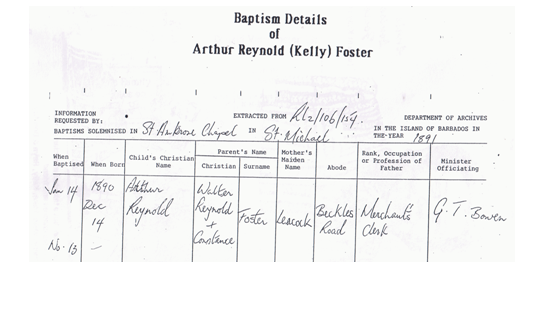 Baptism Details
of
Arthur Reynold (Kelly) Foster
INFORMATION
REQUESTED BY:
EXTRACTED FROM RL2/106/154.
DEPARTMENT OF ARCHIVES
BAPTISMS SOLEMNISED IN St Ambrose Chapel IN St. Michael
IN THE ISLAND OF BARBADOS IN
THE YEAR 1891
When Baptised
When Born
Child's Christian Name
Parent's Name
Christian
Surname
Mother's Maiden Name
Abode
Rank, Occupation or Profession of Father
Minister Officiating
Jan 14
No. 13
1890
Dec
14
Arthur
Reynold
Walter
Reynold
+
Constance
Foster
Leacock
Beckles
Road
Merchant's
Clerk
G. T. Bowen